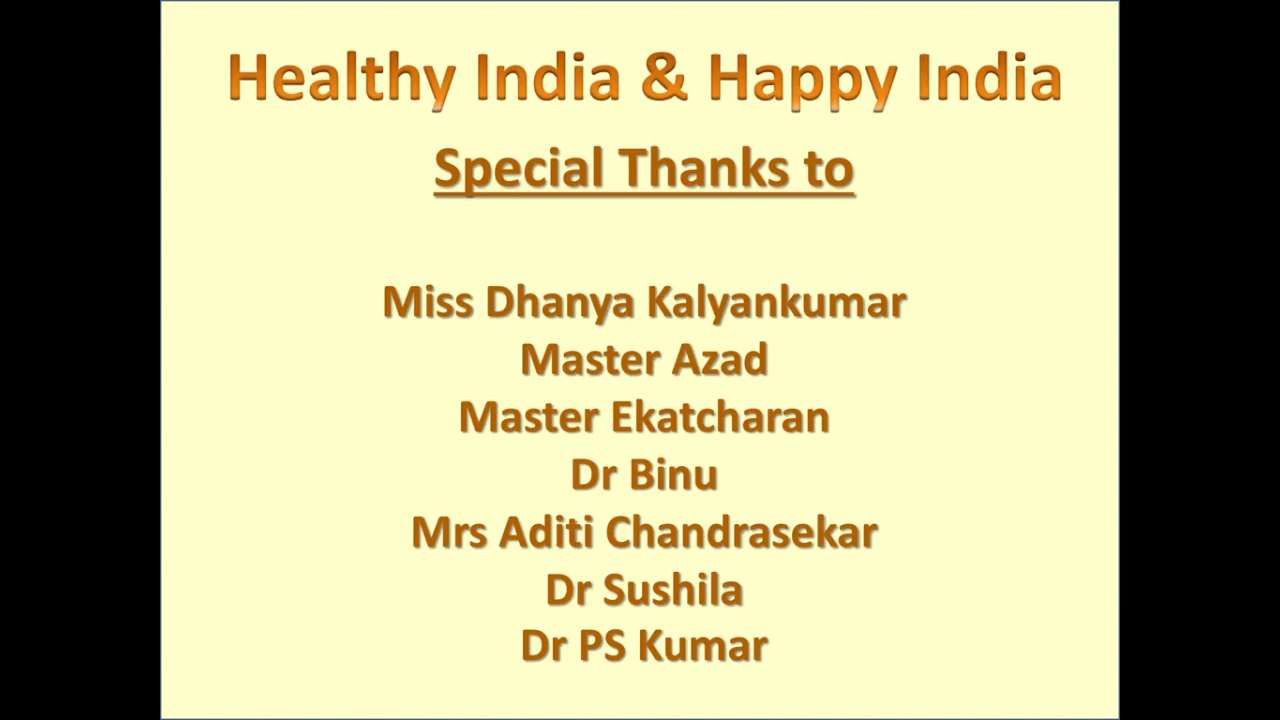 Healthy India & Happy India
Special Thanks to
Miss Dhanya Kalyankumar
Master Azad
Master Ekatcharan
Dr Binu
Mrs Aditi Chandrasekar
Dr Sushila
Dr PS Kumar